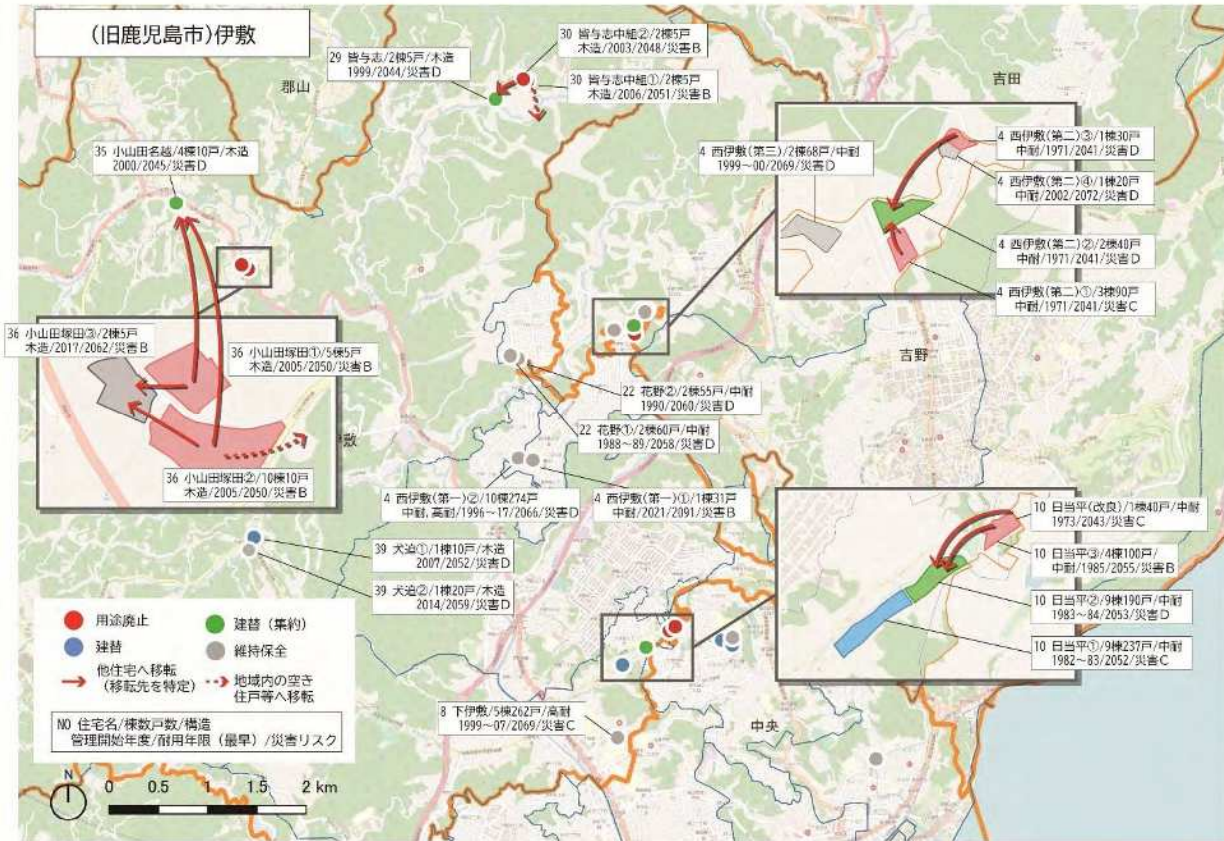 (旧鹿児島市)伊敷
郡山
吉田
30 皆与志中組②/2棟5戸
木造/2003/2048/災害B
29 皆与志/2棟5戸/木造
1999/2044/災害D
30 皆与志中組①/2棟5戸
木造/2006/2051/災害B
35 小山田名越/4棟10戸/木造
2000/2045/災害D
4 西伊敷(第三)/2棟68戸/中耐
1999~00/2069/災害D
4 西伊敷(第二)③/1棟30戸
中耐/1971/2041/災害D
4 西伊敷(第二)④/1棟20戸
中耐/2002/2072/災害D
4 西伊敷(第二)②/2棟40戸
中耐/1971/2041/災害D
4 西伊敷(第二)①/3棟90戸
中耐/1971/2041/災害C
36 小山田塚田③/2棟5戸
木造/2017/2062/災害B
36 小山田塚田①/5棟5戸
木造/2005/2050/災害B
36 小山田塚田②/10棟10戸
木造/2005/2050/災害B
敷
吉野
22 花野②/2棟55戸/中耐
1990/2060/災害D
22 花野①/2棟60戸/中耐
1988~89/2058/災害D
4 西伊敷(第一)②/10棟274戸
中耐,高耐/1996~17/2066/災害D
4 西伊敷(第一)①/1棟31戸
中耐/2021/2091/災害B
39 犬迫①/1棟10戸/木造
2007/2052/災害D
39 犬迫②/1棟20戸/木造
2014/2059/災害D
10 日当平(改良)/1棟40戸/中耐
1973/2043/災害C
10 日当平③/4棟100戸/
中耐/1985/2055/災害B
10 日当平②/9棟190戸/中耐
1983~84/2053/災害D
10 日当平①/9棟237戸/中耐
1982~83/2052/災害C
8 下伊敷/5棟262戸/高耐
1999~07/2069/災害C
中央
用途廃止
建替(集約)
建替
維持保全
他住宅へ移転
(移転先を特定)
地域内の空き
住戸等へ移転
NO 住宅名/棟数戸数/構造
管理開始年度/耐用年限(最早)/災害リスク
N
0 0.5 1 1.5 2 km